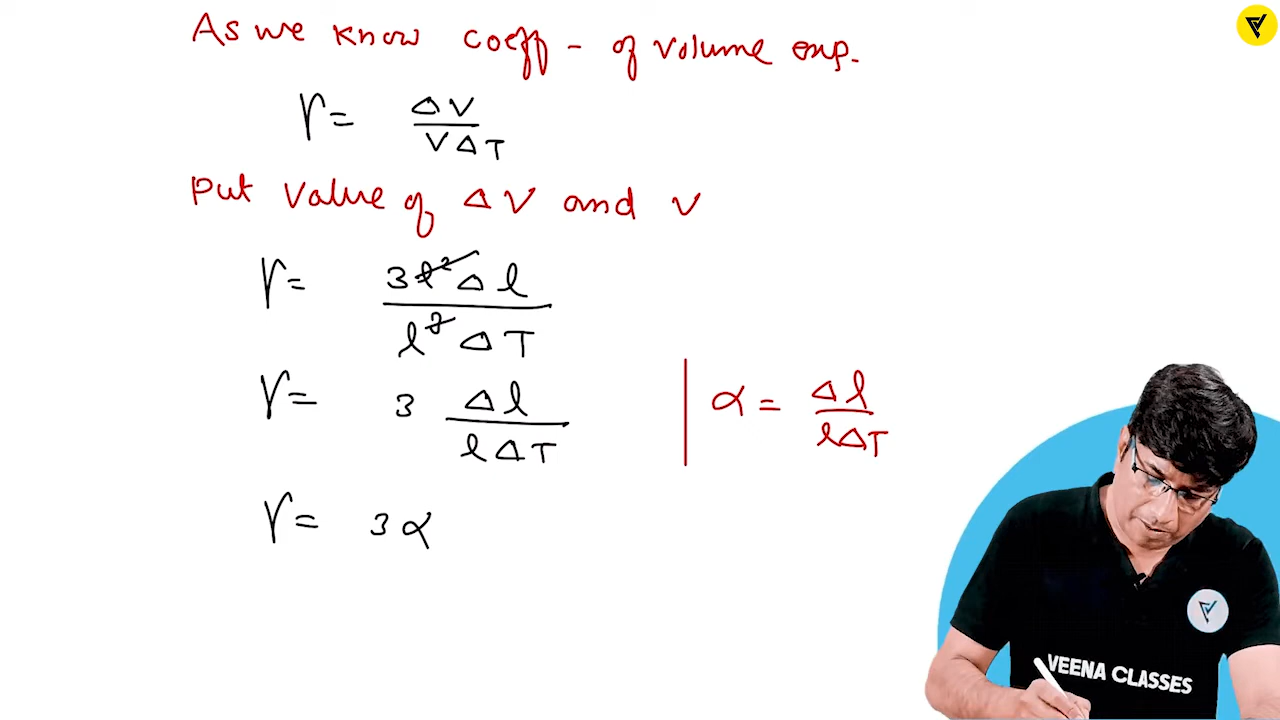 As we know coeff - of volume exp.
γ = ΔV / VΔT
Put value of ΔV and V
γ = 3l²Δl / l³ΔT
γ = 3 Δl / lΔT
α = Δl / lΔT
γ = 3α
VEENA CLASSES